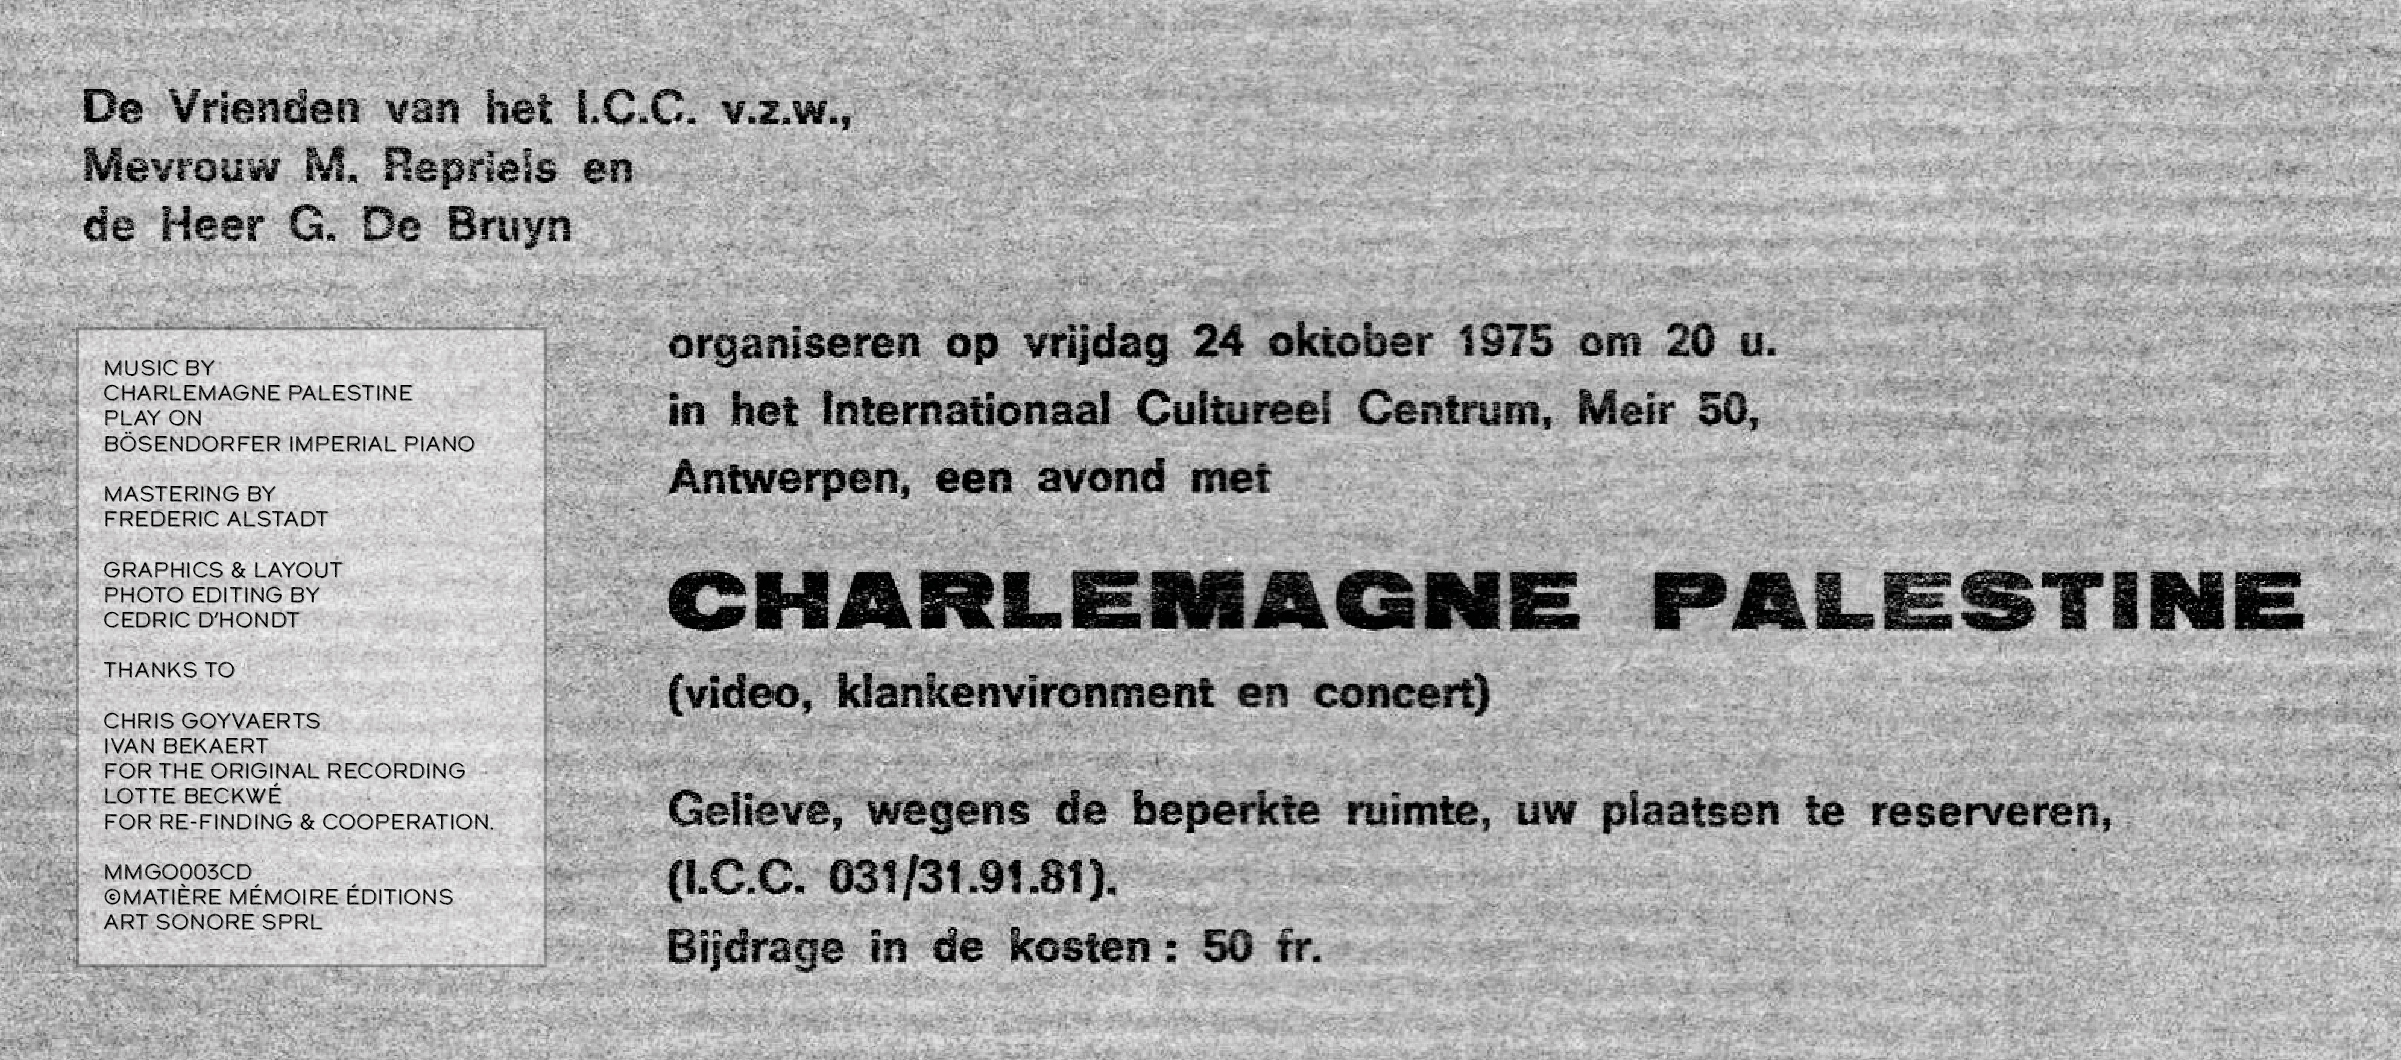 De Vrienden van het I.C.C. v.z.w.,
Mevrouw M. Repriels en
de Heer G. De Bruyn
organiseren op vrijdag 24 oktober 1975 om 20 u.
in het Internationaal Cultureel Centrum, Meir 50,
Antwerpen, een avond met
CHARLEMAGNE PALESTINE
(video, klankenvironment en concert)
Gelieve, wegens de beperkte ruimte, uw plaatsen te reserveren,
(I.C.C. 031/31.91.81).
Bijdrage in de kosten : 50 fr.
MUSIC BY
CHARLEMAGNE PALESTINE
PLAY ON
BÖSENDORFER IMPERIAL PIANO
MASTERING BY
FREDERIC ALSTADT
GRAPHICS & LAYOUT
PHOTO EDITING BY
CEDRIC D'HONDT
THANKS TO
CHRIS GOYVAERTS
IVAN BEKAERT
FOR THE ORIGINAL RECORDING
LOTTE BECKWÉ
FOR RE-FINDING & COOPERATION.
MMGO003CD
©MATIÈRE MÉMOIRE ÉDITIONS
ART SONORE SPRL